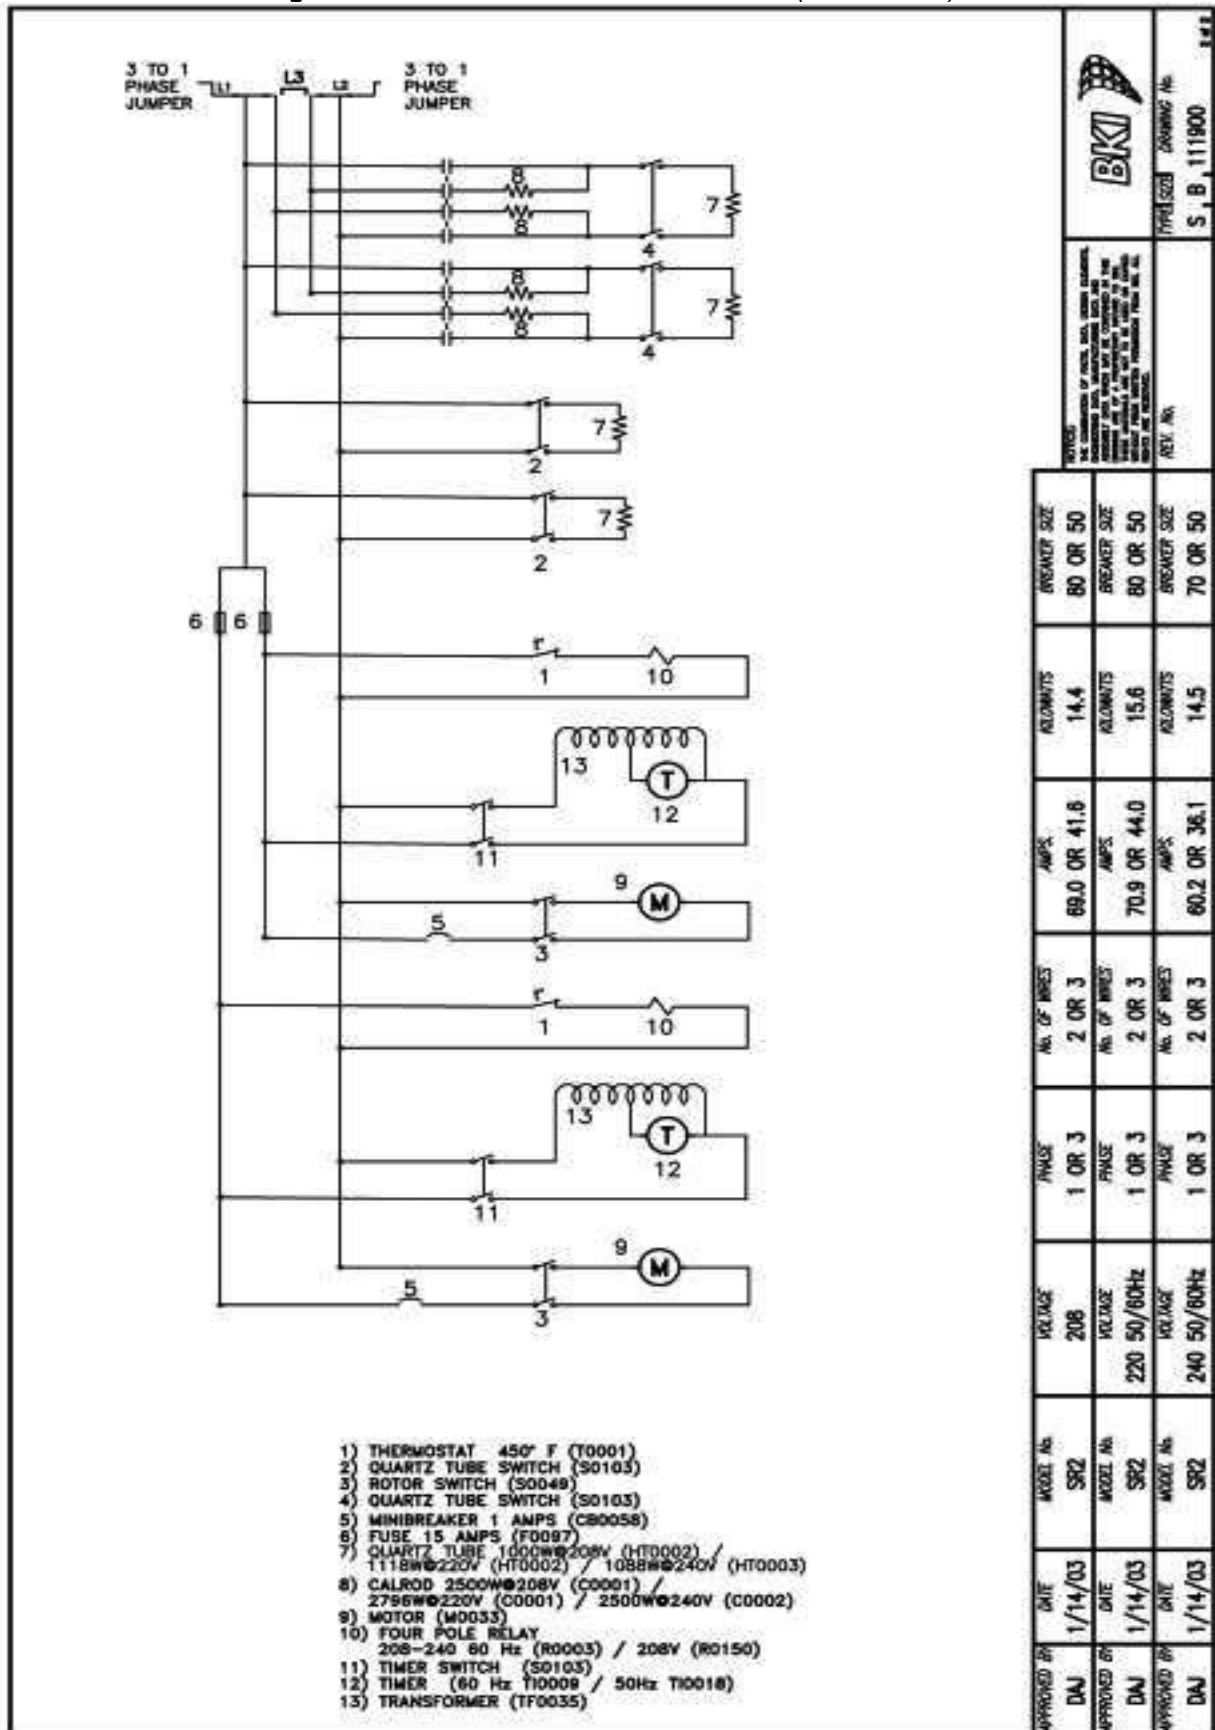 3 TO 1
PHASE
JUMPER
L1
L3
L2
3 TO 1
PHASE
JUMPER
8
7
8
4
8
7
8
4
7
2
7
2
6 6
1 10
13
T
12
11
9
M
5
3
1 10
13
T
12
11
9
M
5
3
1) THERMOSTAT 450° F (T0001)
2) QUARTZ TUBE SWITCH (S0103)
3) ROTOR SWITCH (S0049)
4) QUARTZ TUBE SWITCH (S0103)
5) MINIBREAKER 1 AMPS (CB0058)
6) FUSE 15 AMPS (F0097)
7) QUARTZ TUBE 1000W@208V (HT0002) /
1118W@220V (HT0002) / 1088W@240V (HT0003)
8) CALROD 2500W@208V (C0001) /
2796W@220V (C0001) / 2500W@240V (C0002)
9) MOTOR (M0033)
10) FOUR POLE RELAY
208-240 60 Hz (R0003) / 208V (R0150)
11) TIMER SWITCH (S0103)
12) TIMER (60 Hz TI0009 / 50Hz TI0018)
13) TRANSFORMER (TF0035)
APPROVED BY DATE MODEL No. VOLTAGE PHASE No. OF WIRES AMPS. KILOWATTS BREAKER SIZE
DAJ 1/14/03 SR2 208 1 OR 3 2 OR 3 69.0 OR 41.6 14.4 80 OR 50
APPROVED BY DATE MODEL No. VOLTAGE PHASE No. OF WIRES AMPS. KILOWATTS BREAKER SIZE
DAJ 1/14/03 SR2 220 50/60Hz 1 OR 3 2 OR 3 70.9 OR 44.0 15.6 80 OR 50
APPROVED BY DATE MODEL No. VOLTAGE PHASE No. OF WIRES AMPS. KILOWATTS BREAKER SIZE
DAJ 1/14/03 SR2 240 50/60Hz 1 OR 3 2 OR 3 60.2 OR 36.1 14.5 70 OR 50
NOTICE:
REV. No.
BKI
TYPE SIZE DRAWING No.
S B 111900